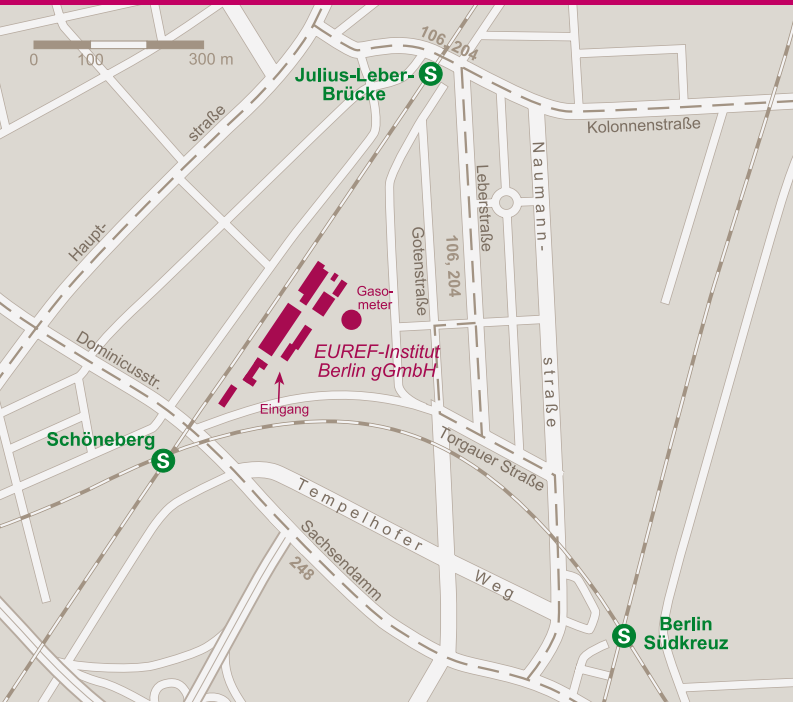 106, 204
0
100
300 m
Julius-Leber-
Brücke
S
Kolonnenstraße
straße
Haupt-
Leberstraße
Naumann-
straße
Gotenstraße
106, 204
Gaso-
meter
EUREF-Institut
Berlin gGmbH
Eingang
Dominicusstr.
Schöneberg
S
Torgauer Straße
Tempelhofer
Weg
Sachsendamm
248
S
Berlin
Südkreuz